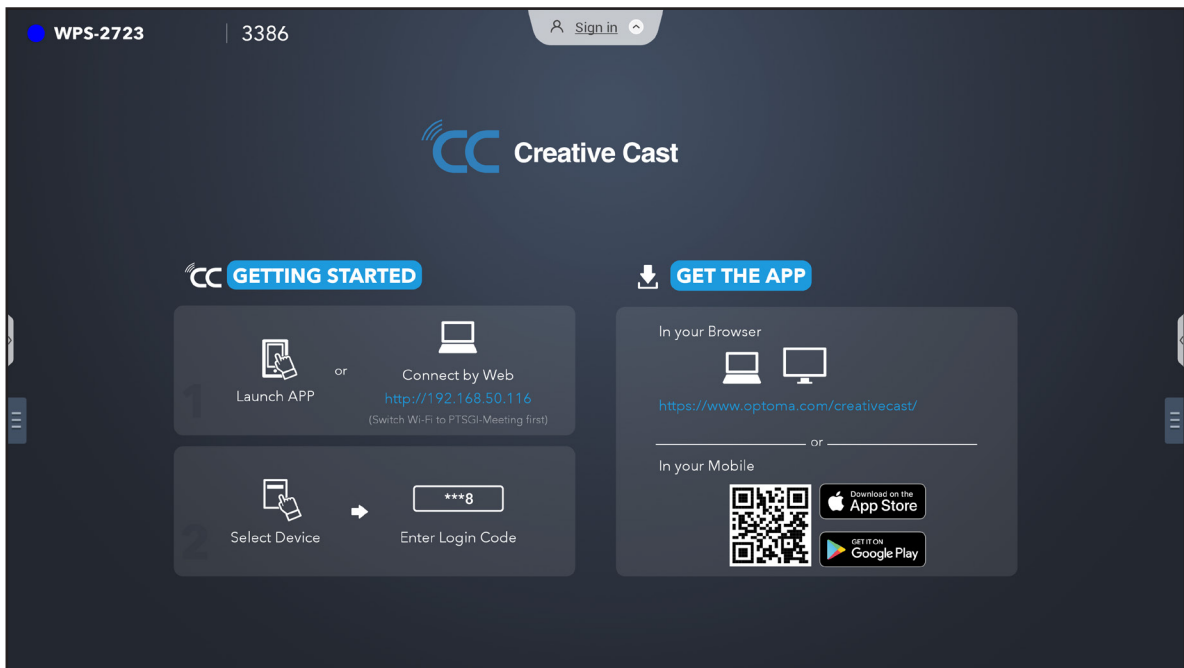 WPS-2723
3386
Sign in
CC Creative Cast
CC GETTING STARTED
1
Launch APP
or
Connect by Web
http://192.168.50.116
(Switch Wi-Fi to PTSGI-Meeting first)
2
Select Device
***8
Enter Login Code
GET THE APP
In your Browser
https://www.optoma.com/creativecast/
or
In your Mobile
Download on the
App Store
GET IT ON
Google Play